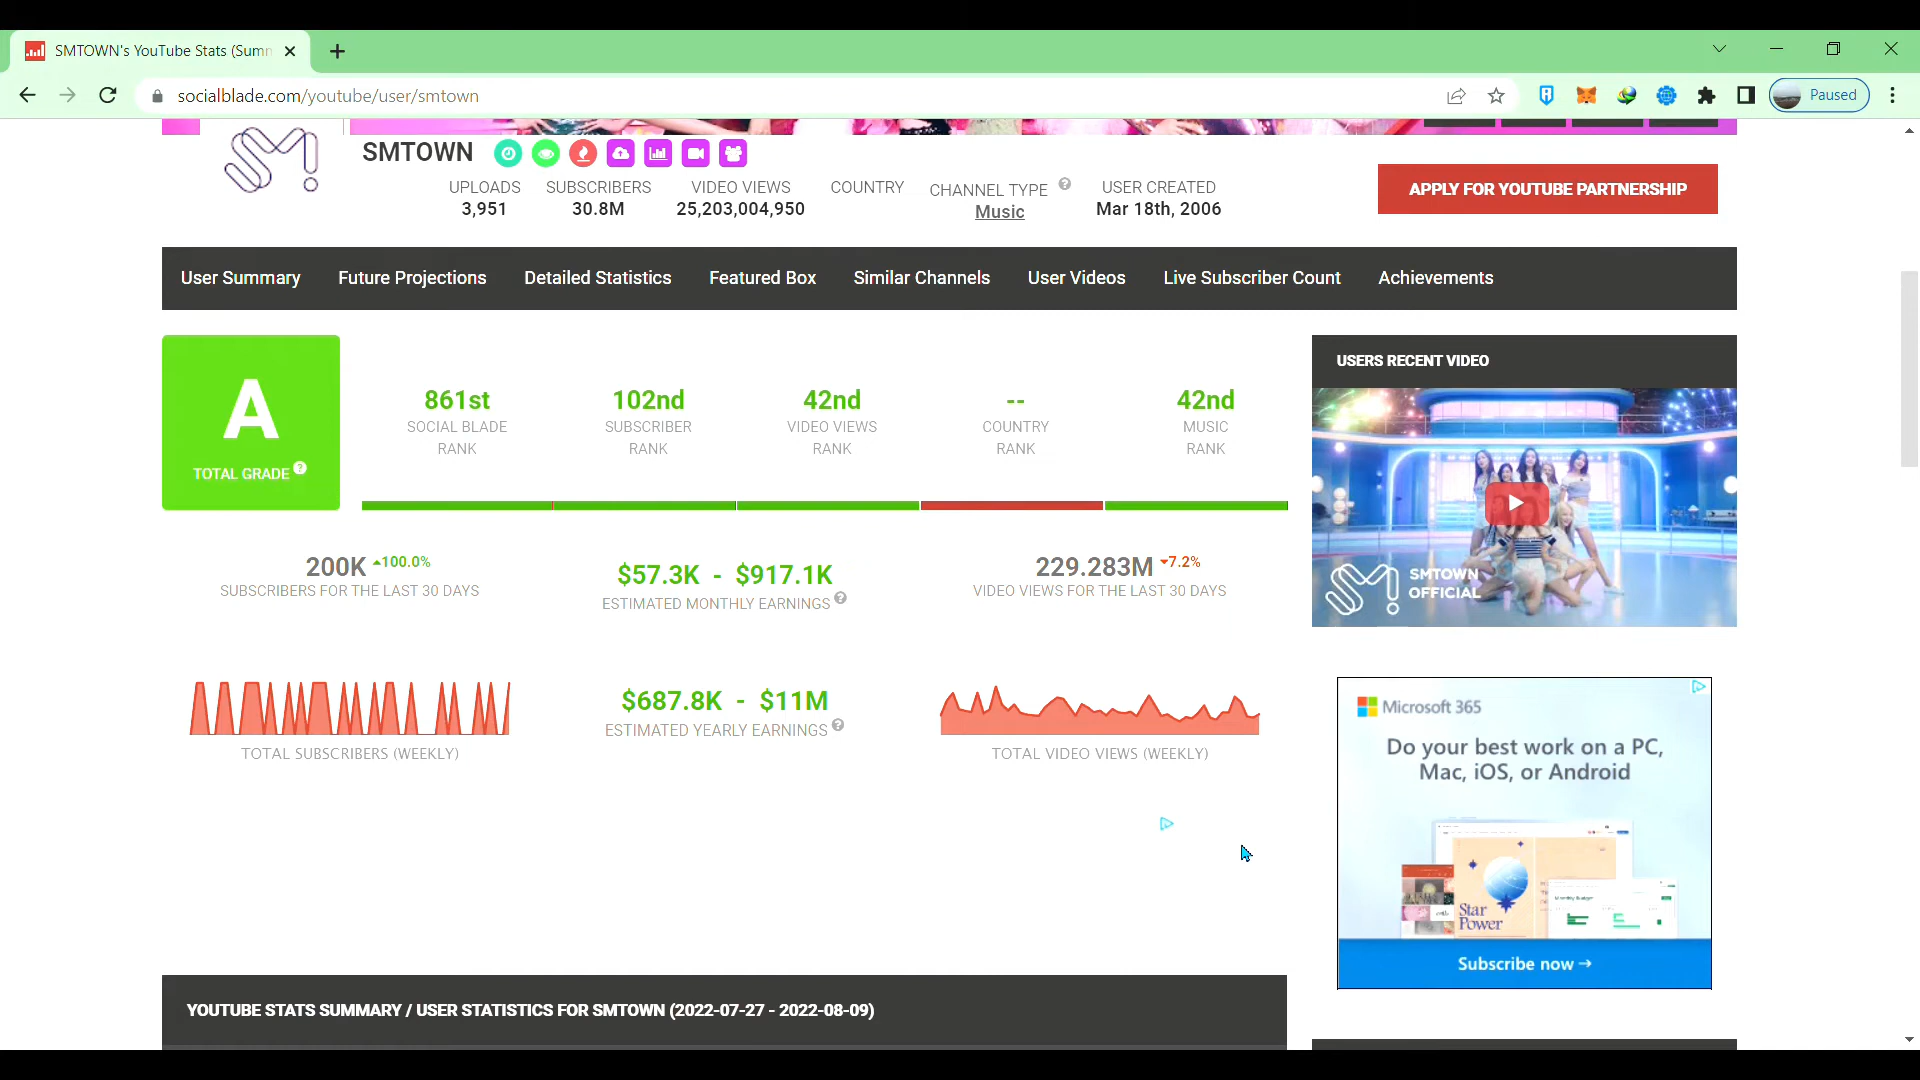 SMTOWN's YouTube Stats (Summ
socialblade.com/youtube/user/smtown
Paused
SMTOWN
UPLOADS
3,951
SUBSCRIBERS
30.8M
VIDEO VIEWS
25,203,004,950
COUNTRY
CHANNEL TYPE
Music
USER CREATED
Mar 18th, 2006
APPLY FOR YOUTUBE PARTNERSHIP
User Summary
Future Projections
Detailed Statistics
Featured Box
Similar Channels
User Videos
Live Subscriber Count
Achievements
A
TOTAL GRADE
861st
SOCIAL BLADE
RANK
102nd
SUBSCRIBER
RANK
42nd
VIDEO VIEWS
RANK
--
COUNTRY
RANK
42nd
MUSIC
RANK
200K 100.0%
SUBSCRIBERS FOR THE LAST 30 DAYS
$57.3K - $917.1K
ESTIMATED MONTHLY EARNINGS
229.283M 7.2%
VIDEO VIEWS FOR THE LAST 30 DAYS
TOTAL SUBSCRIBERS (WEEKLY)
$687.8K - $11M
ESTIMATED YEARLY EARNINGS
TOTAL VIDEO VIEWS (WEEKLY)
USERS RECENT VIDEO
SMTOWN
OFFICIAL
Microsoft 365
Do your best work on a PC,
Mac, iOS, or Android
Star
Power
Monthly Budget
Subscribe now →
YOUTUBE STATS SUMMARY / USER STATISTICS FOR SMTOWN (2022-07-27 - 2022-08-09)